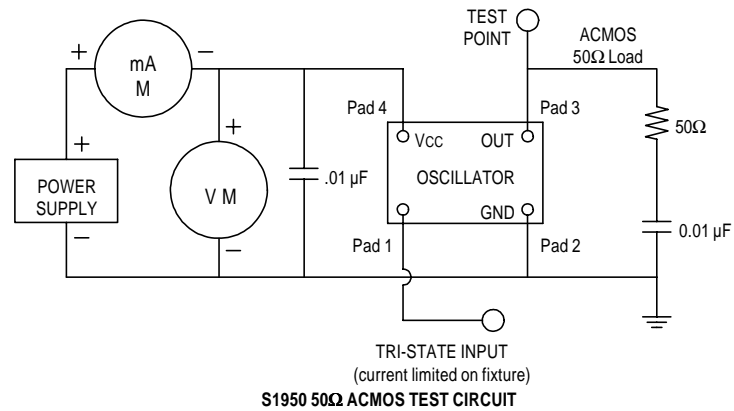 TEST
POINT
ACMOS
50Ω Load
+
−
mA
M
Pad 4
Pad 3
+
+
VCC
OUT
50Ω
POWER
SUPPLY
V M
.01 µF
OSCILLATOR
GND
−
−
Pad 1
Pad 2
0.01 µF
TRI-STATE INPUT
(current limited on fixture)
S1950 50Ω ACMOS TEST CIRCUIT